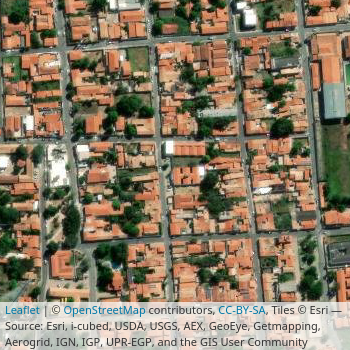 Leaflet | © OpenStreetMap contributors, CC-BY-SA, Tiles © Esri —
Source: Esri, i-cubed, USDA, USGS, AEX, GeoEye, Getmapping,
Aerogrid, IGN, IGP, UPR-EGP, and the GIS User Community